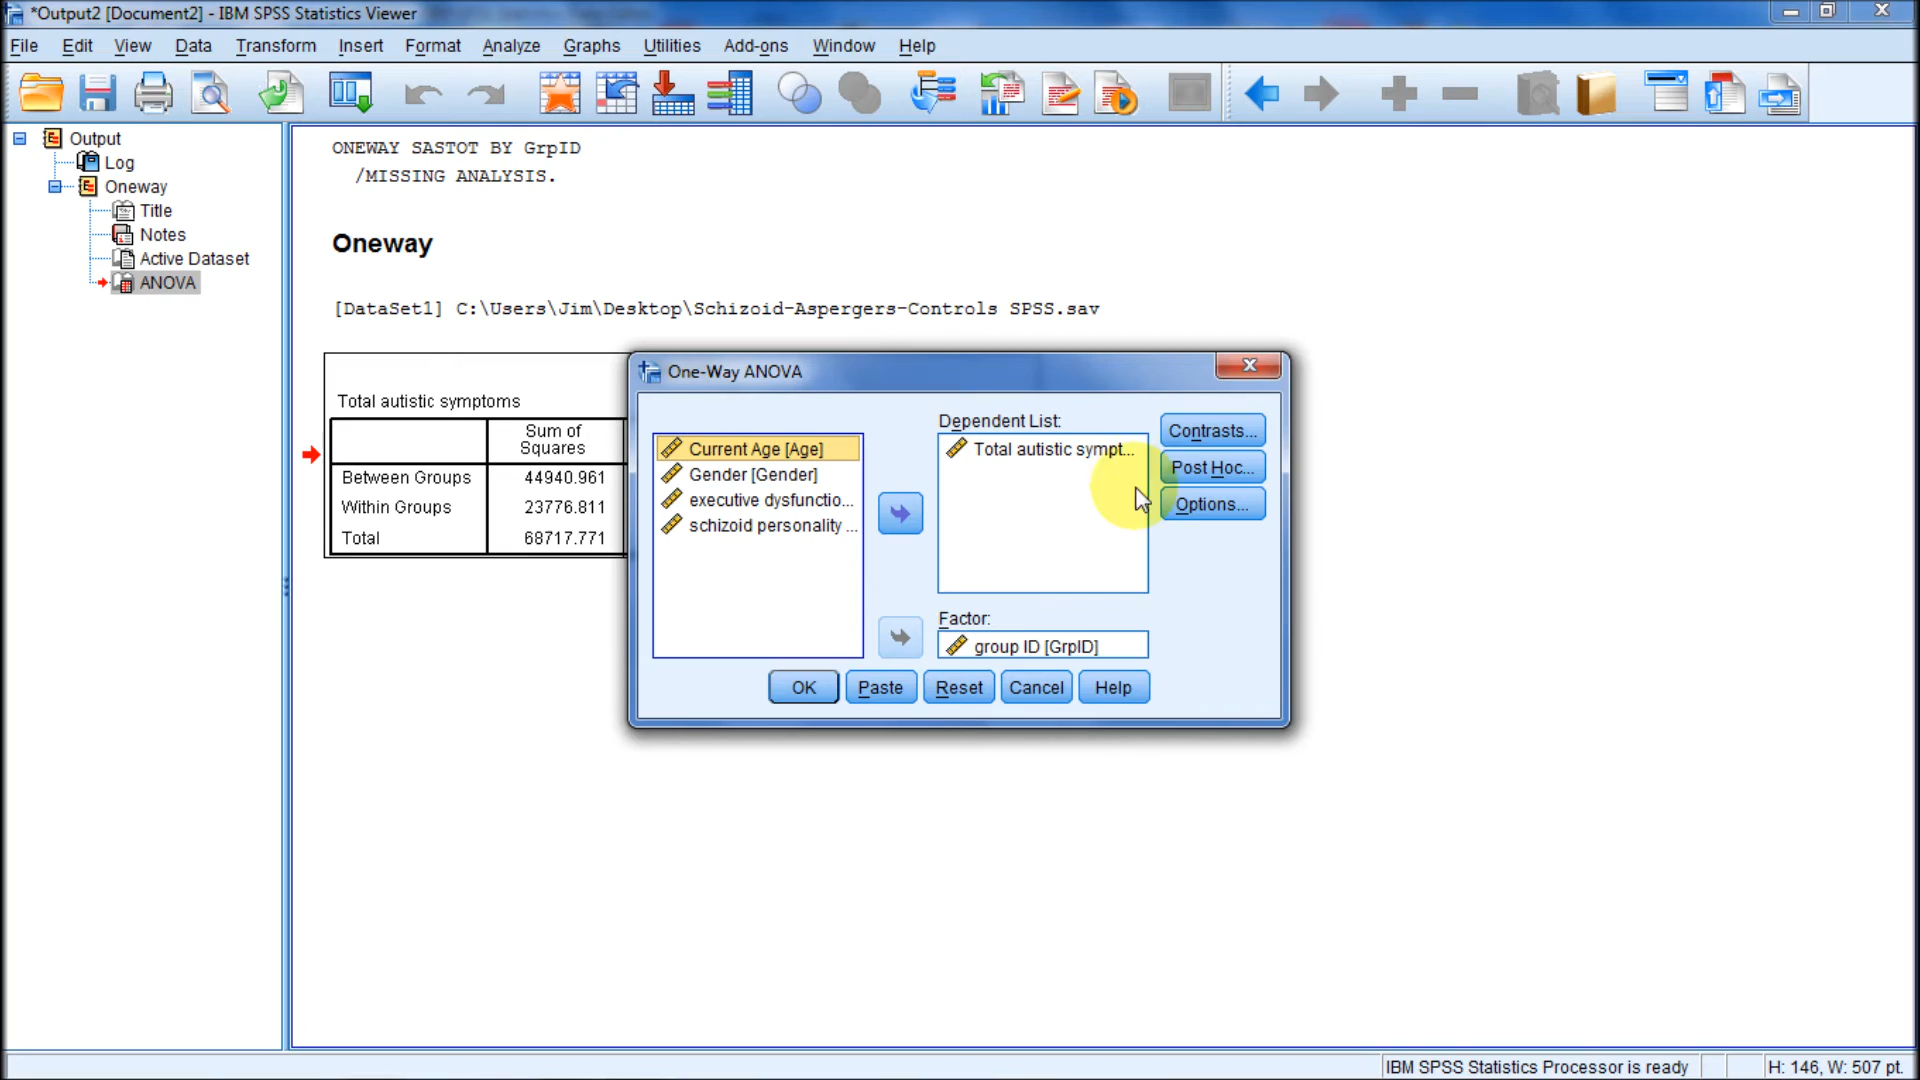 *Output2 [Document2] - IBM SPSS Statistics Viewer
File Edit View Data Transform Insert Format Analyze Graphs Utilities Add-ons Window Help
Output
Log
Oneway
Title
Notes
Active Dataset
ANOVA
ONEWAY SASTOT BY GrpID
/MISSING ANALYSIS.
Oneway
[DataSet1] C:\Users\Jim\Desktop\Schizoid-Aspergers-Controls SPSS.sav
Total autistic symptoms
Sum of
Squares
Between Groups 44940.961
Within Groups 23776.811
Total 68717.771
One-Way ANOVA
Current Age [Age]
Gender [Gender]
executive dysfunctio...
schizoid personality ...
Dependent List:
Total autistic sympt...
Factor:
group ID [GrpID]
Contrasts...
Post Hoc...
Options...
OK Paste Reset Cancel Help
IBM SPSS Statistics Processor is ready H: 146, W: 507 pt.